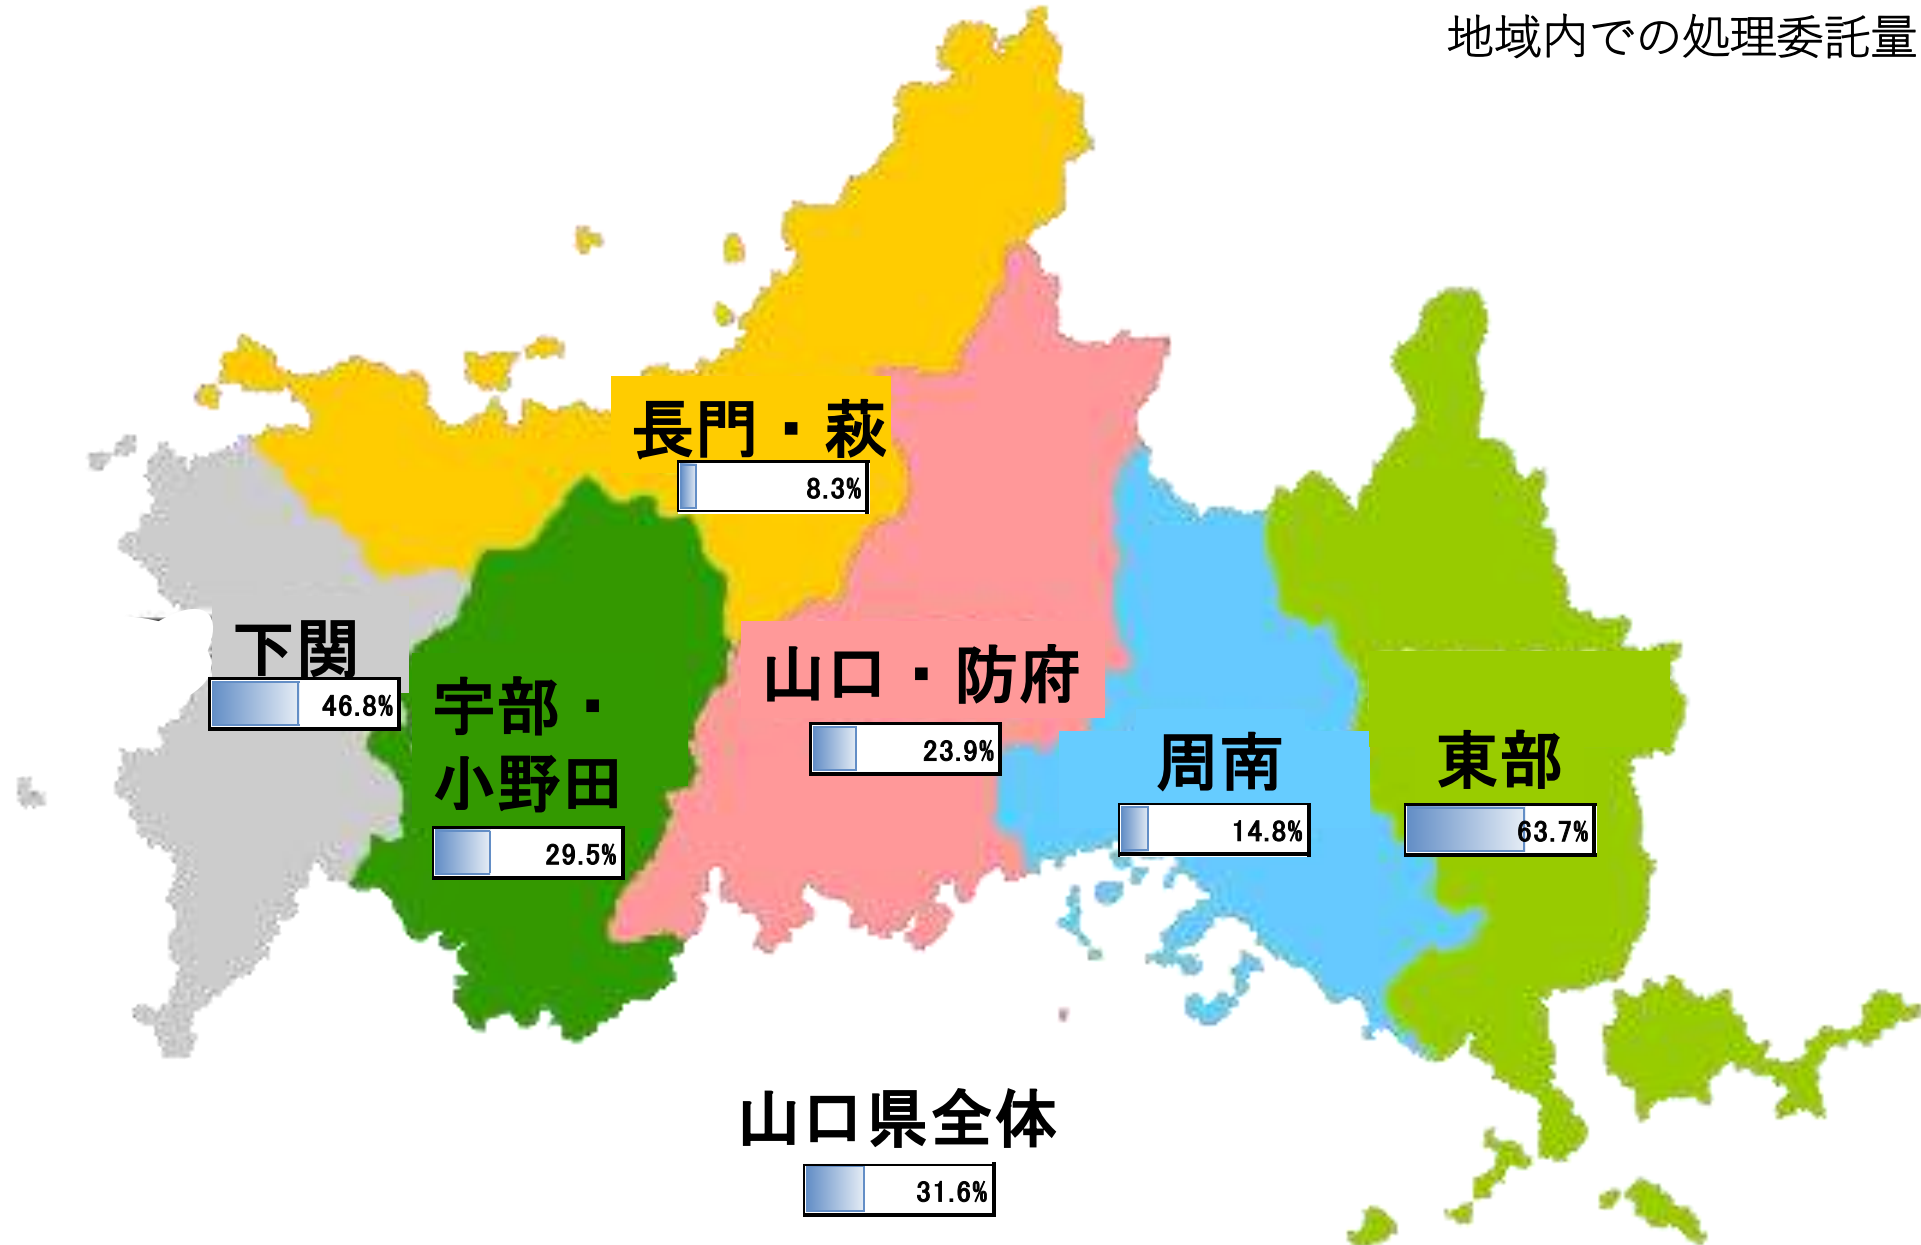 地域内での処理委託量
長門・萩
8.3%
下関
46.8%
宇部・
小野田
29.5%
山口・防府
23.9%
周南
14.8%
東部
63.7%
山口県全体
31.6%